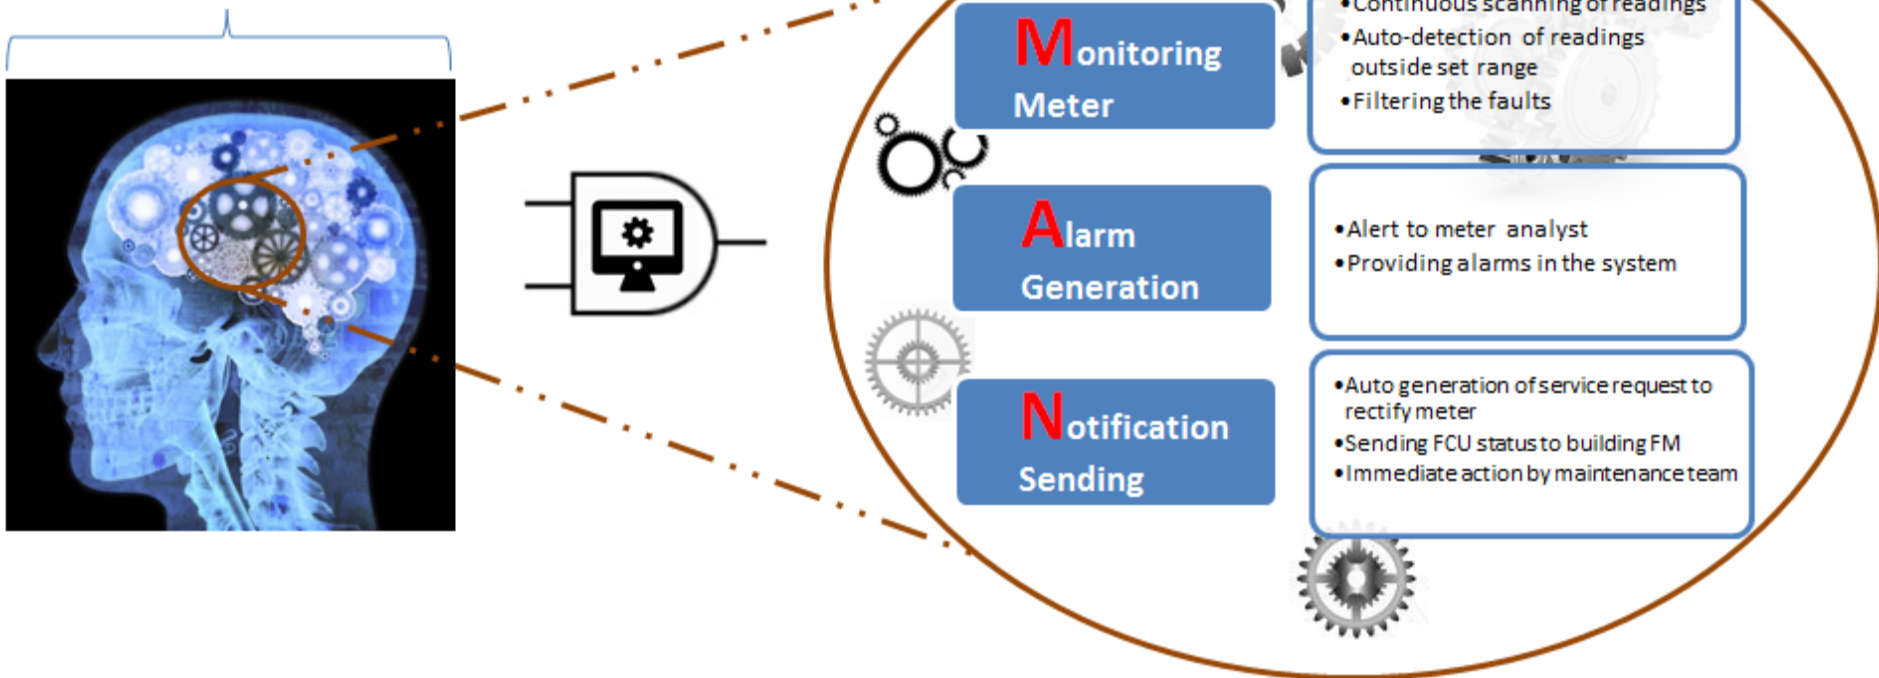 Monitoring
Meter
•Continuous scanning of readings
•Auto-detection of readings
outside set range
•Filtering the faults
Alarm
Generation
•Alert to meter analyst
•Providing alarms in the system
Notification
Sending
•Auto generation of service request to
rectify meter
•Sending FCU status to building FM
•Immediate action by maintenance team